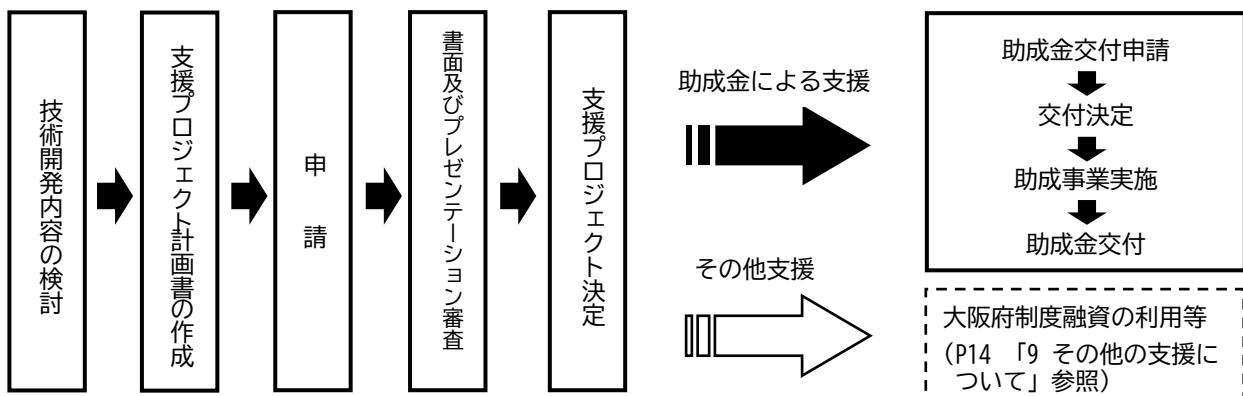 技術開発内容の検討
支援プロジェクト計画書の作成
申請
書面及びプレゼンテーション審査
支援プロジェクト決定
助成金による支援
助成金交付申請
交付決定
助成事業実施
助成金交付
その他支援
大阪府制度融資の利用等
(P14 「9 その他の支援に
ついて」参照)